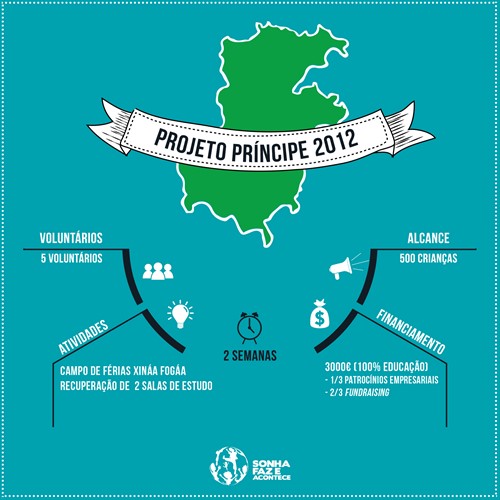 PROJETO PRÍNCIPE 2012
VOLUNTÁRIOS
5 VOLUNTÁRIOS
ALCANCE
500 CRIANÇAS
ATIVIDADES
CAMPO DE FÉRIAS XINÁA FOGÁA
RECUPERAÇÃO DE 2 SALAS DE ESTUDO
2 SEMANAS
FINANCIAMENTO
3000€ (100% EDUCAÇÃO)
- 1/3 PATROCÍNIOS EMPRESARIAIS
- 2/3 FUNDRAISING
SONHA
FAZ E
ACONTECE